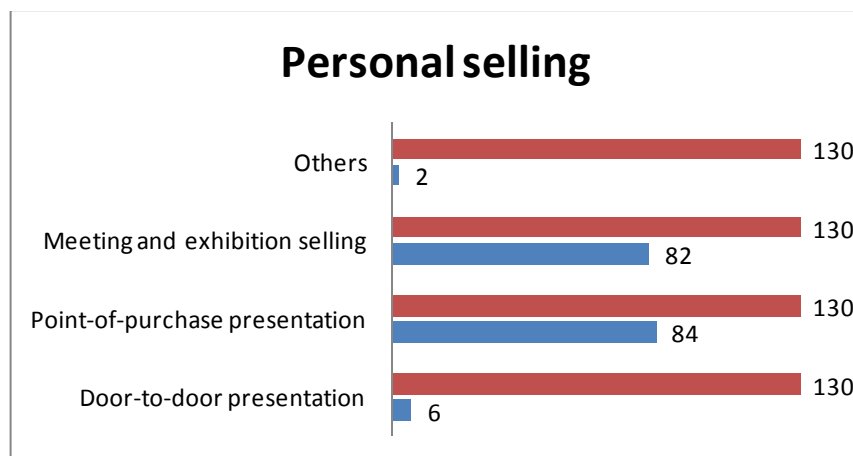 Personal selling
Others
130
2
Meeting and exhibition selling
130
82
Point-of-purchase presentation
130
84
Door-to-door presentation
130
6